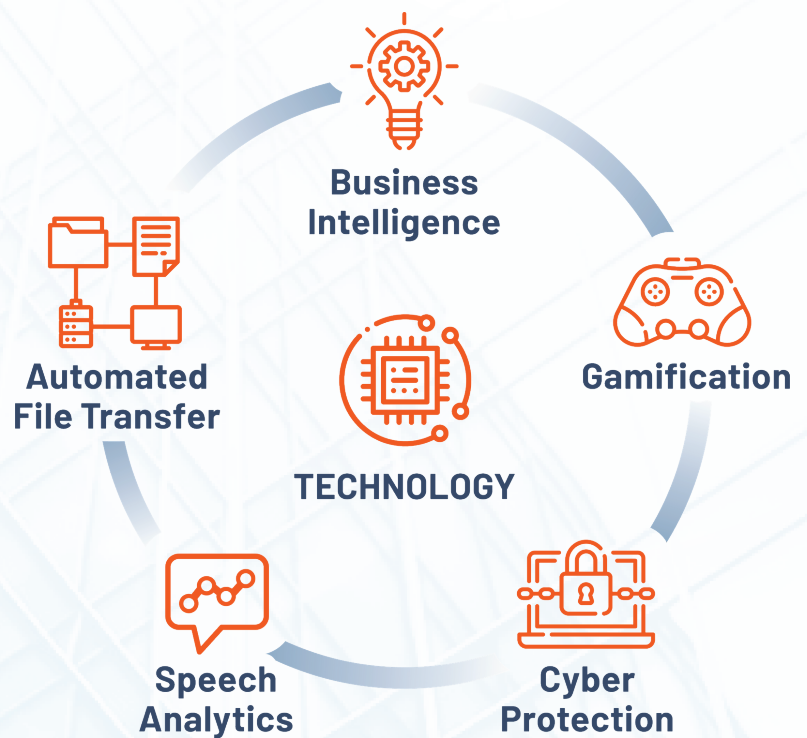 Business
Intelligence
Gamification
Automated
File Transfer
TECHNOLOGY
Speech
Analytics
Cyber
Protection